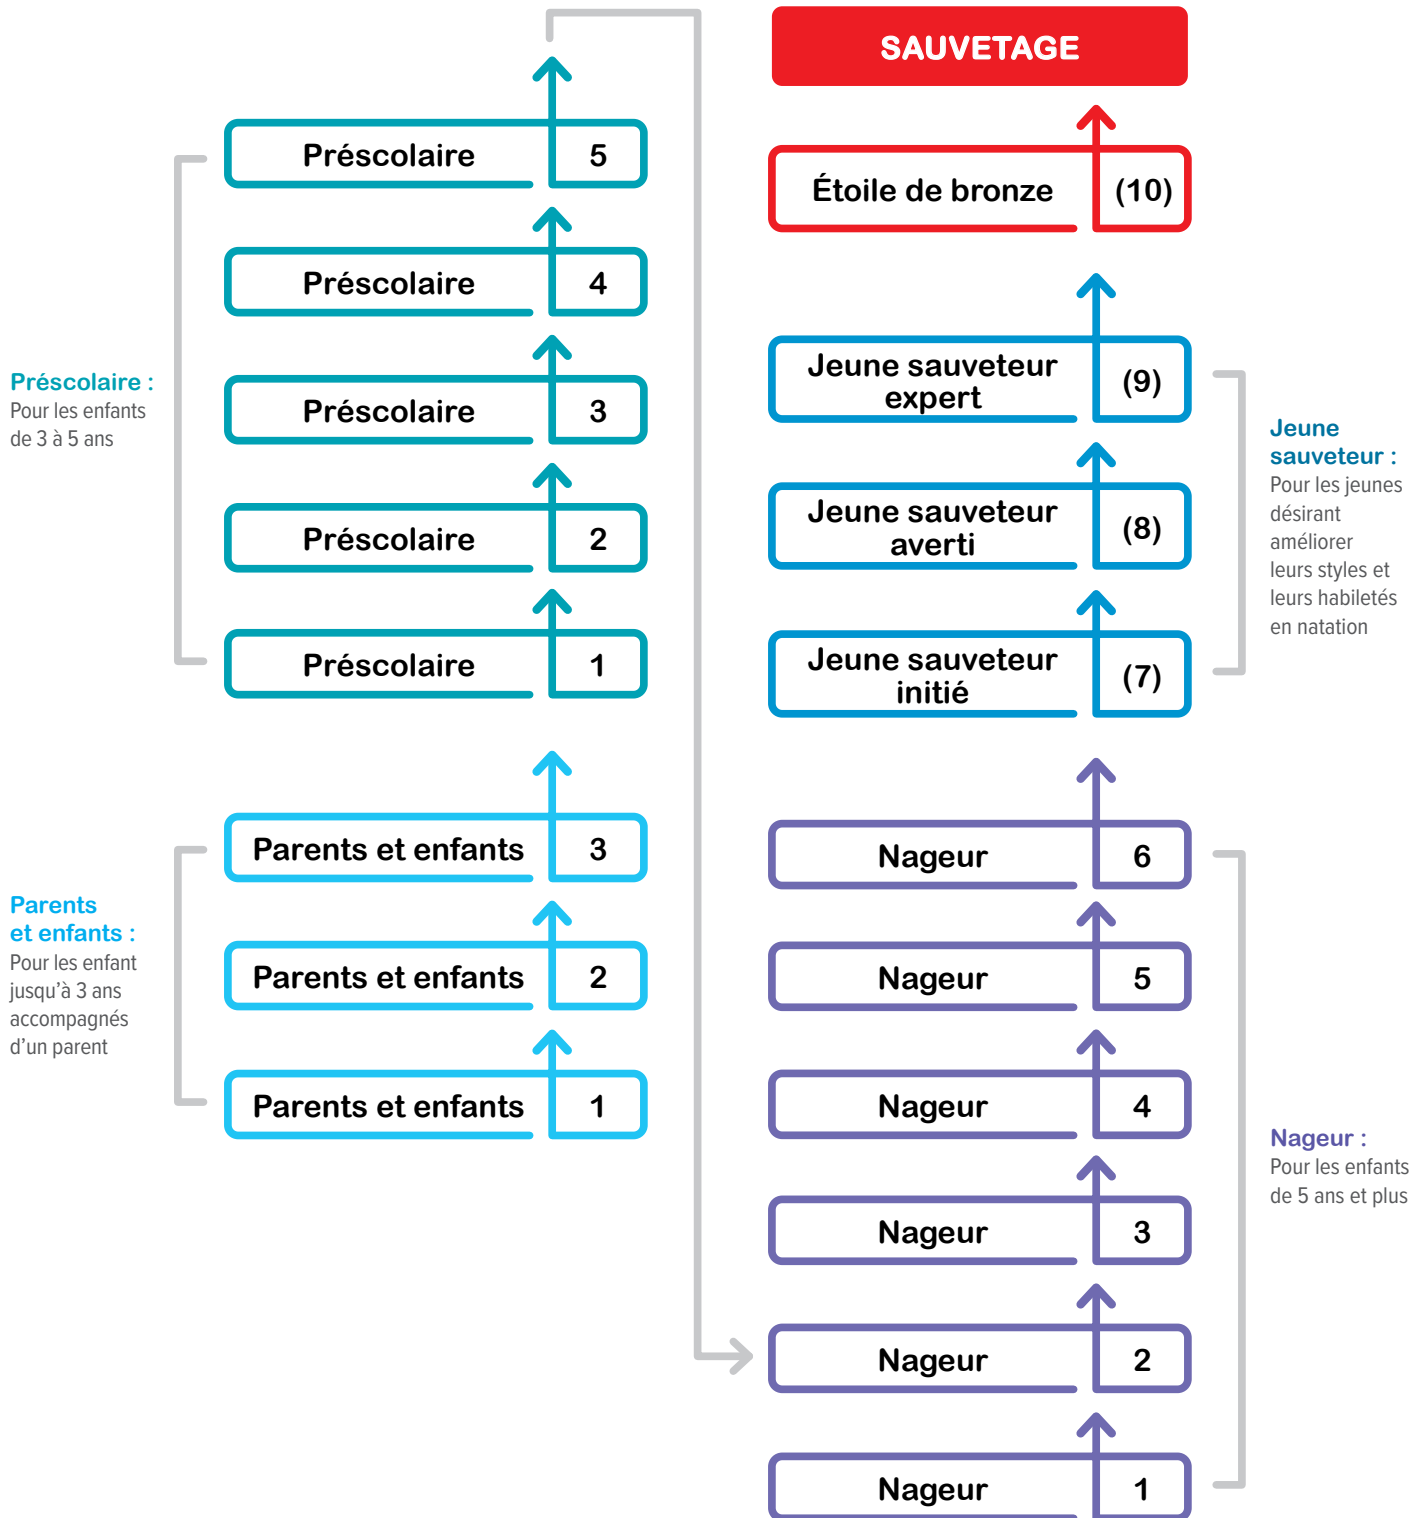 Préscolaire 5
Préscolaire 4
Préscolaire 3
Préscolaire 2
Préscolaire 1
Préscolaire :
Pour les enfants
de 3 à 5 ans
Parents et enfants 3
Parents et enfants 2
Parents et enfants 1
Parents
et enfants :
Pour les enfant
jusqu’à 3 ans
accompagnés
d’un parent
SAUVETAGE
Étoile de bronze (10)
Jeune sauveteur
expert
(9)
Jeune sauveteur
averti
(8)
Jeune sauveteur
initié
(7)
Jeune
sauveteur :
Pour les jeunes
désirant
améliorer
leurs styles et
leurs habiletés
en natation
Nageur 6
Nageur 5
Nageur 4
Nageur 3
Nageur 2
Nageur 1
Nageur :
Pour les enfants
de 5 ans et plus